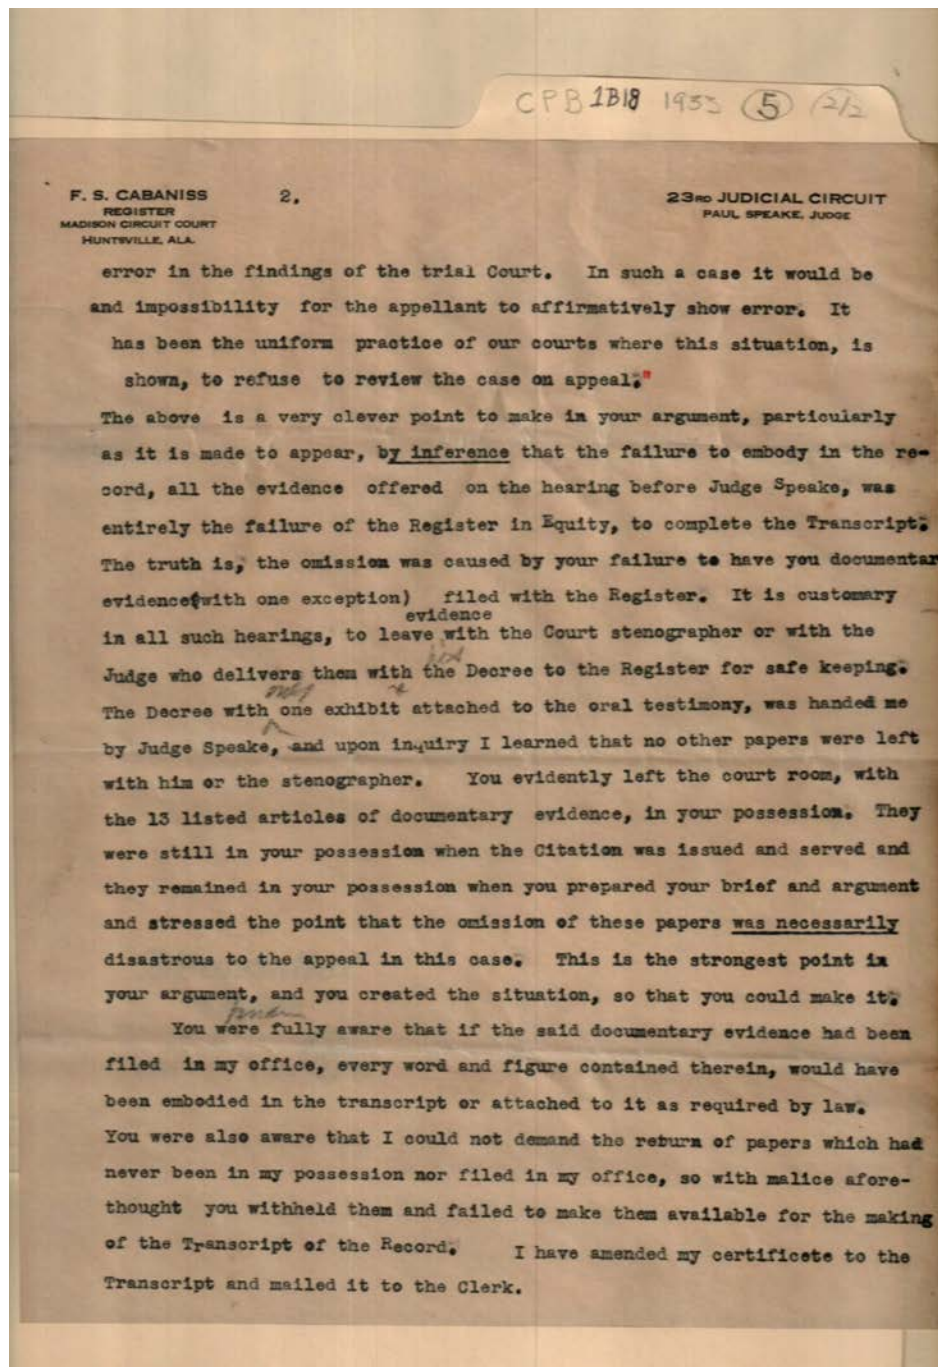 CPB 1B18 1933 5 2/2
F. S. CABANISS 2. 23RD JUDICIAL CIRCUIT
REGISTER PAUL SPEAKE, JUDGE
MADISON CIRCUIT COURT
HUNTSVILLE, ALA.
error in the findings of the trial Court. In such a case it would be
and impossibility for the appellant to affirmatively show error. It
has been the uniform practice of our courts where this situation, is
shown, to refuse to review the case on appeal."
The above is a very clever point to make in your argument, particularly
as it is made to appear, by inference that the failure to embody in the re-
cord, all the evidence offered on the hearing before Judge Speake, was
entirely the failure of the Register in Equity, to complete the Transcript.
The truth is, the omission was caused by your failure to have you documentar
evidence(with one exception) filed with the Register. It is customary
evidence
in all such hearings, to leave with the Court stenographer or with the
Judge who delivers them with the Decree to the Register for safe keeping.
only
The Decree with one exhibit attached to the oral testimony, was handed me
by Judge Speake, and upon inquiry I learned that no other papers were left
with him or the stenographer. You evidently left the court room, with
the 13 listed articles of documentary evidence, in your possession. They
were still in your possession when the Citation was issued and served and
they remained in your possession when you prepared your brief and argument
and stressed the point that the omission of these papers was necessarily
disastrous to the appeal in this case. This is the strongest point in
your argument, and you created the situation, so that you could make it.
You were fully aware that if the said documentary evidence had been
filed in my office, every word and figure contained therein, would have
been embodied in the transcript or attached to it as required by law.
You were also aware that I could not demand the return of papers which had
never been in my possession nor filed in my office, so with malice afore-
thought you withheld them and failed to make them available for the making
of the Transcript of the Record. I have amended my certificete to the
Transcript and mailed it to the Clerk.